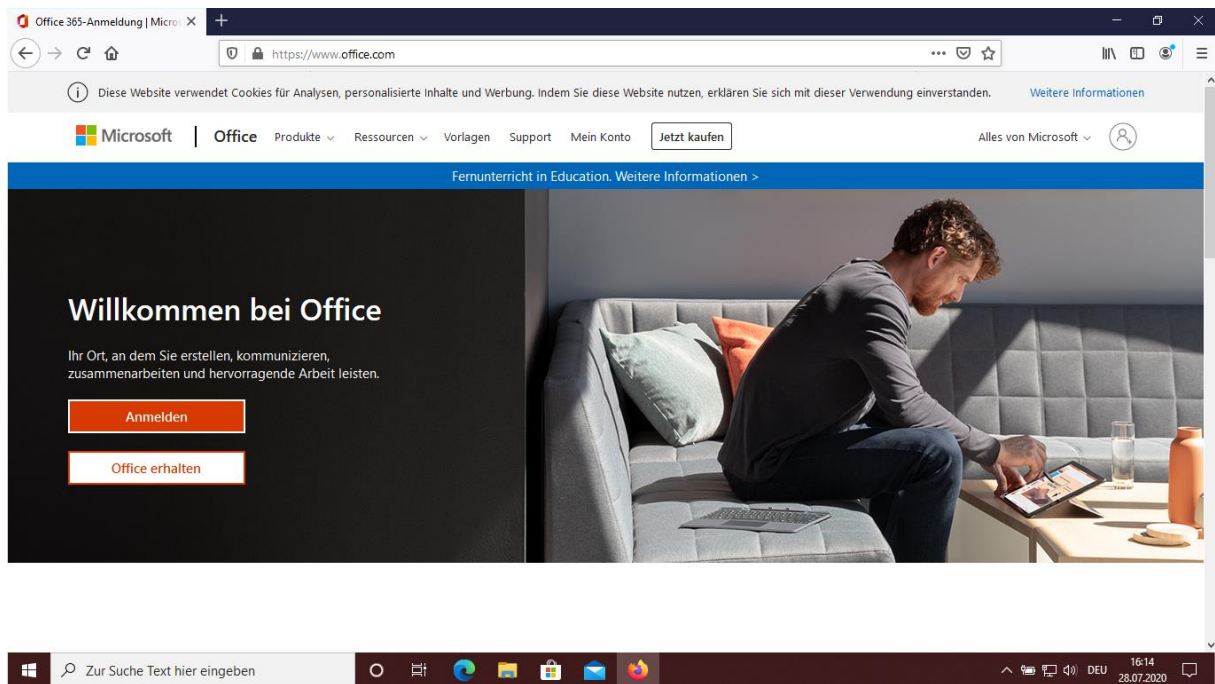 Office 365-Anmeldung | Micro
https://www.office.com
Diese Website verwendet Cookies für Analysen, personalisierte Inhalte und Werbung. Indem Sie diese Website nutzen, erklären Sie sich mit dieser Verwendung einverstanden. Weitere Informationen
Microsoft Office Produkte Ressourcen Vorlagen Support Mein Konto Jetzt kaufen Alles von Microsoft
Fernunterricht in Education. Weitere Informationen >
Willkommen bei Office
Ihr Ort, an dem Sie erstellen, kommunizieren,
zusammenarbeiten und hervorragende Arbeit leisten.
Anmelden
Office erhalten
Zur Suche Text hier eingeben DEU 16:14
28.07.2020